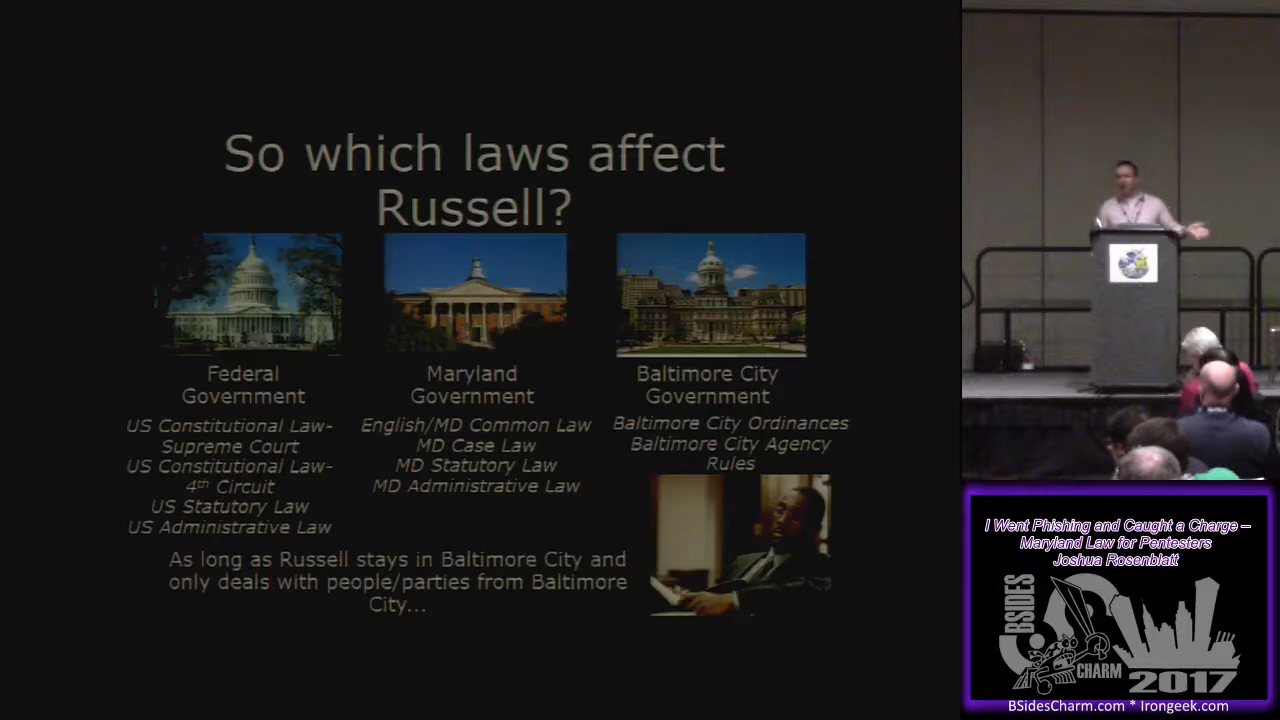 So which laws affect
Russell?
Federal
Government
US Constitutional Law-
Supreme Court
US Constitutional Law-
4th Circuit
US Statutory Law
US Administrative Law
Maryland
Government
English/MD Common Law
MD Case Law
MD Statutory Law
MD Administrative Law
Baltimore City
Government
Baltimore City Ordinances
Baltimore City Agency
Rules
As long as Russell stays in Baltimore City and
only deals with people/parties from Baltimore
City...
I Went Phishing and Caught a Charge –
Maryland Law for Pentesters
Joshua Rosenblatt
BSIDES
CHARM
2017
BSidesCharm.com * Irongeek.com